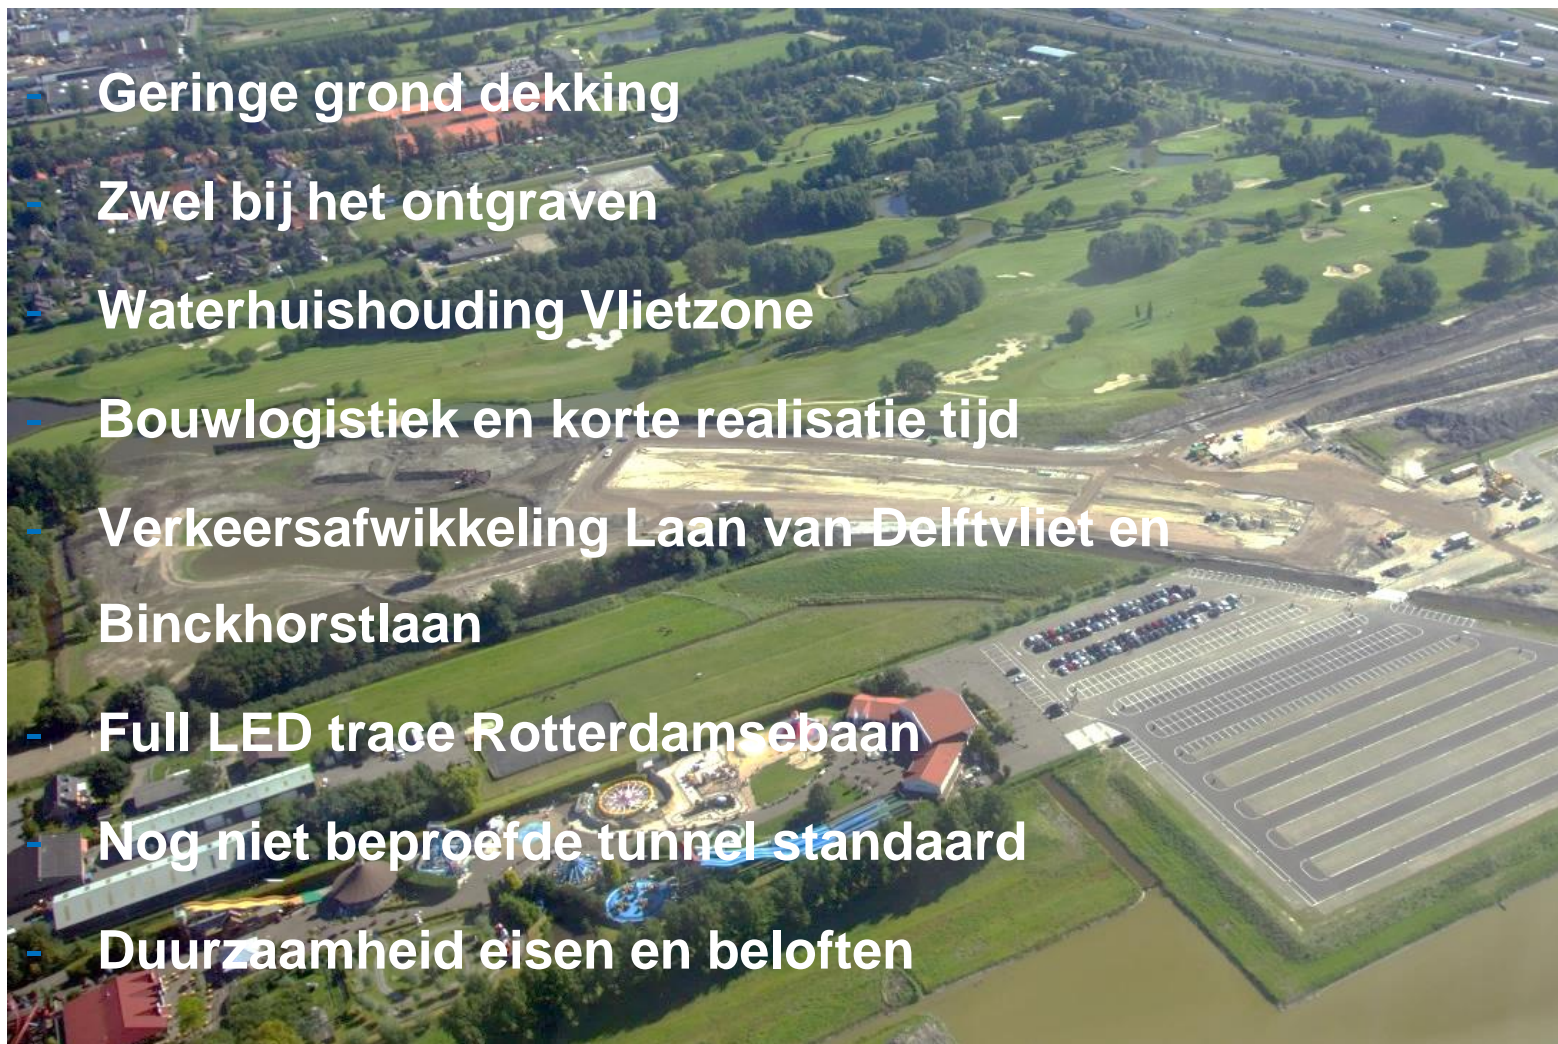 - Geringe grond dekking
- Zwel bij het ontgraven
- Waterhuishouding Vlietzone
- Bouwlogistiek en korte realisatie tijd
- Verkeersafwikkeling Laan van Delftvliet en
Binckhorstlaan
- Full LED trace Rotterdamsebaan
- Nog niet beproefde tunnel standaard
- Duurzaamheid eisen en beloften